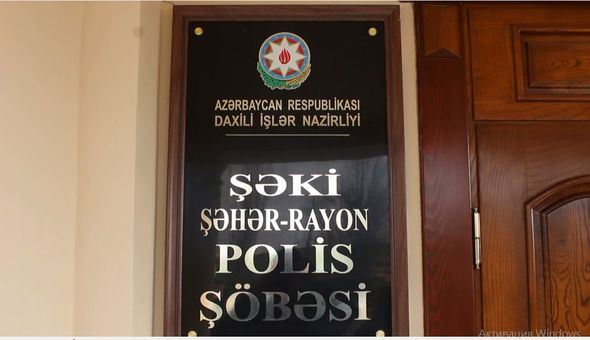 AZƏRBAYCAN RESPUBLİKASI
DAXİLİ İŞLƏR NAZİRLİYİ
ŞƏKİ
ŞƏHƏR-RAYON
POLİS
ŞÖBƏSİ
Активация Windows